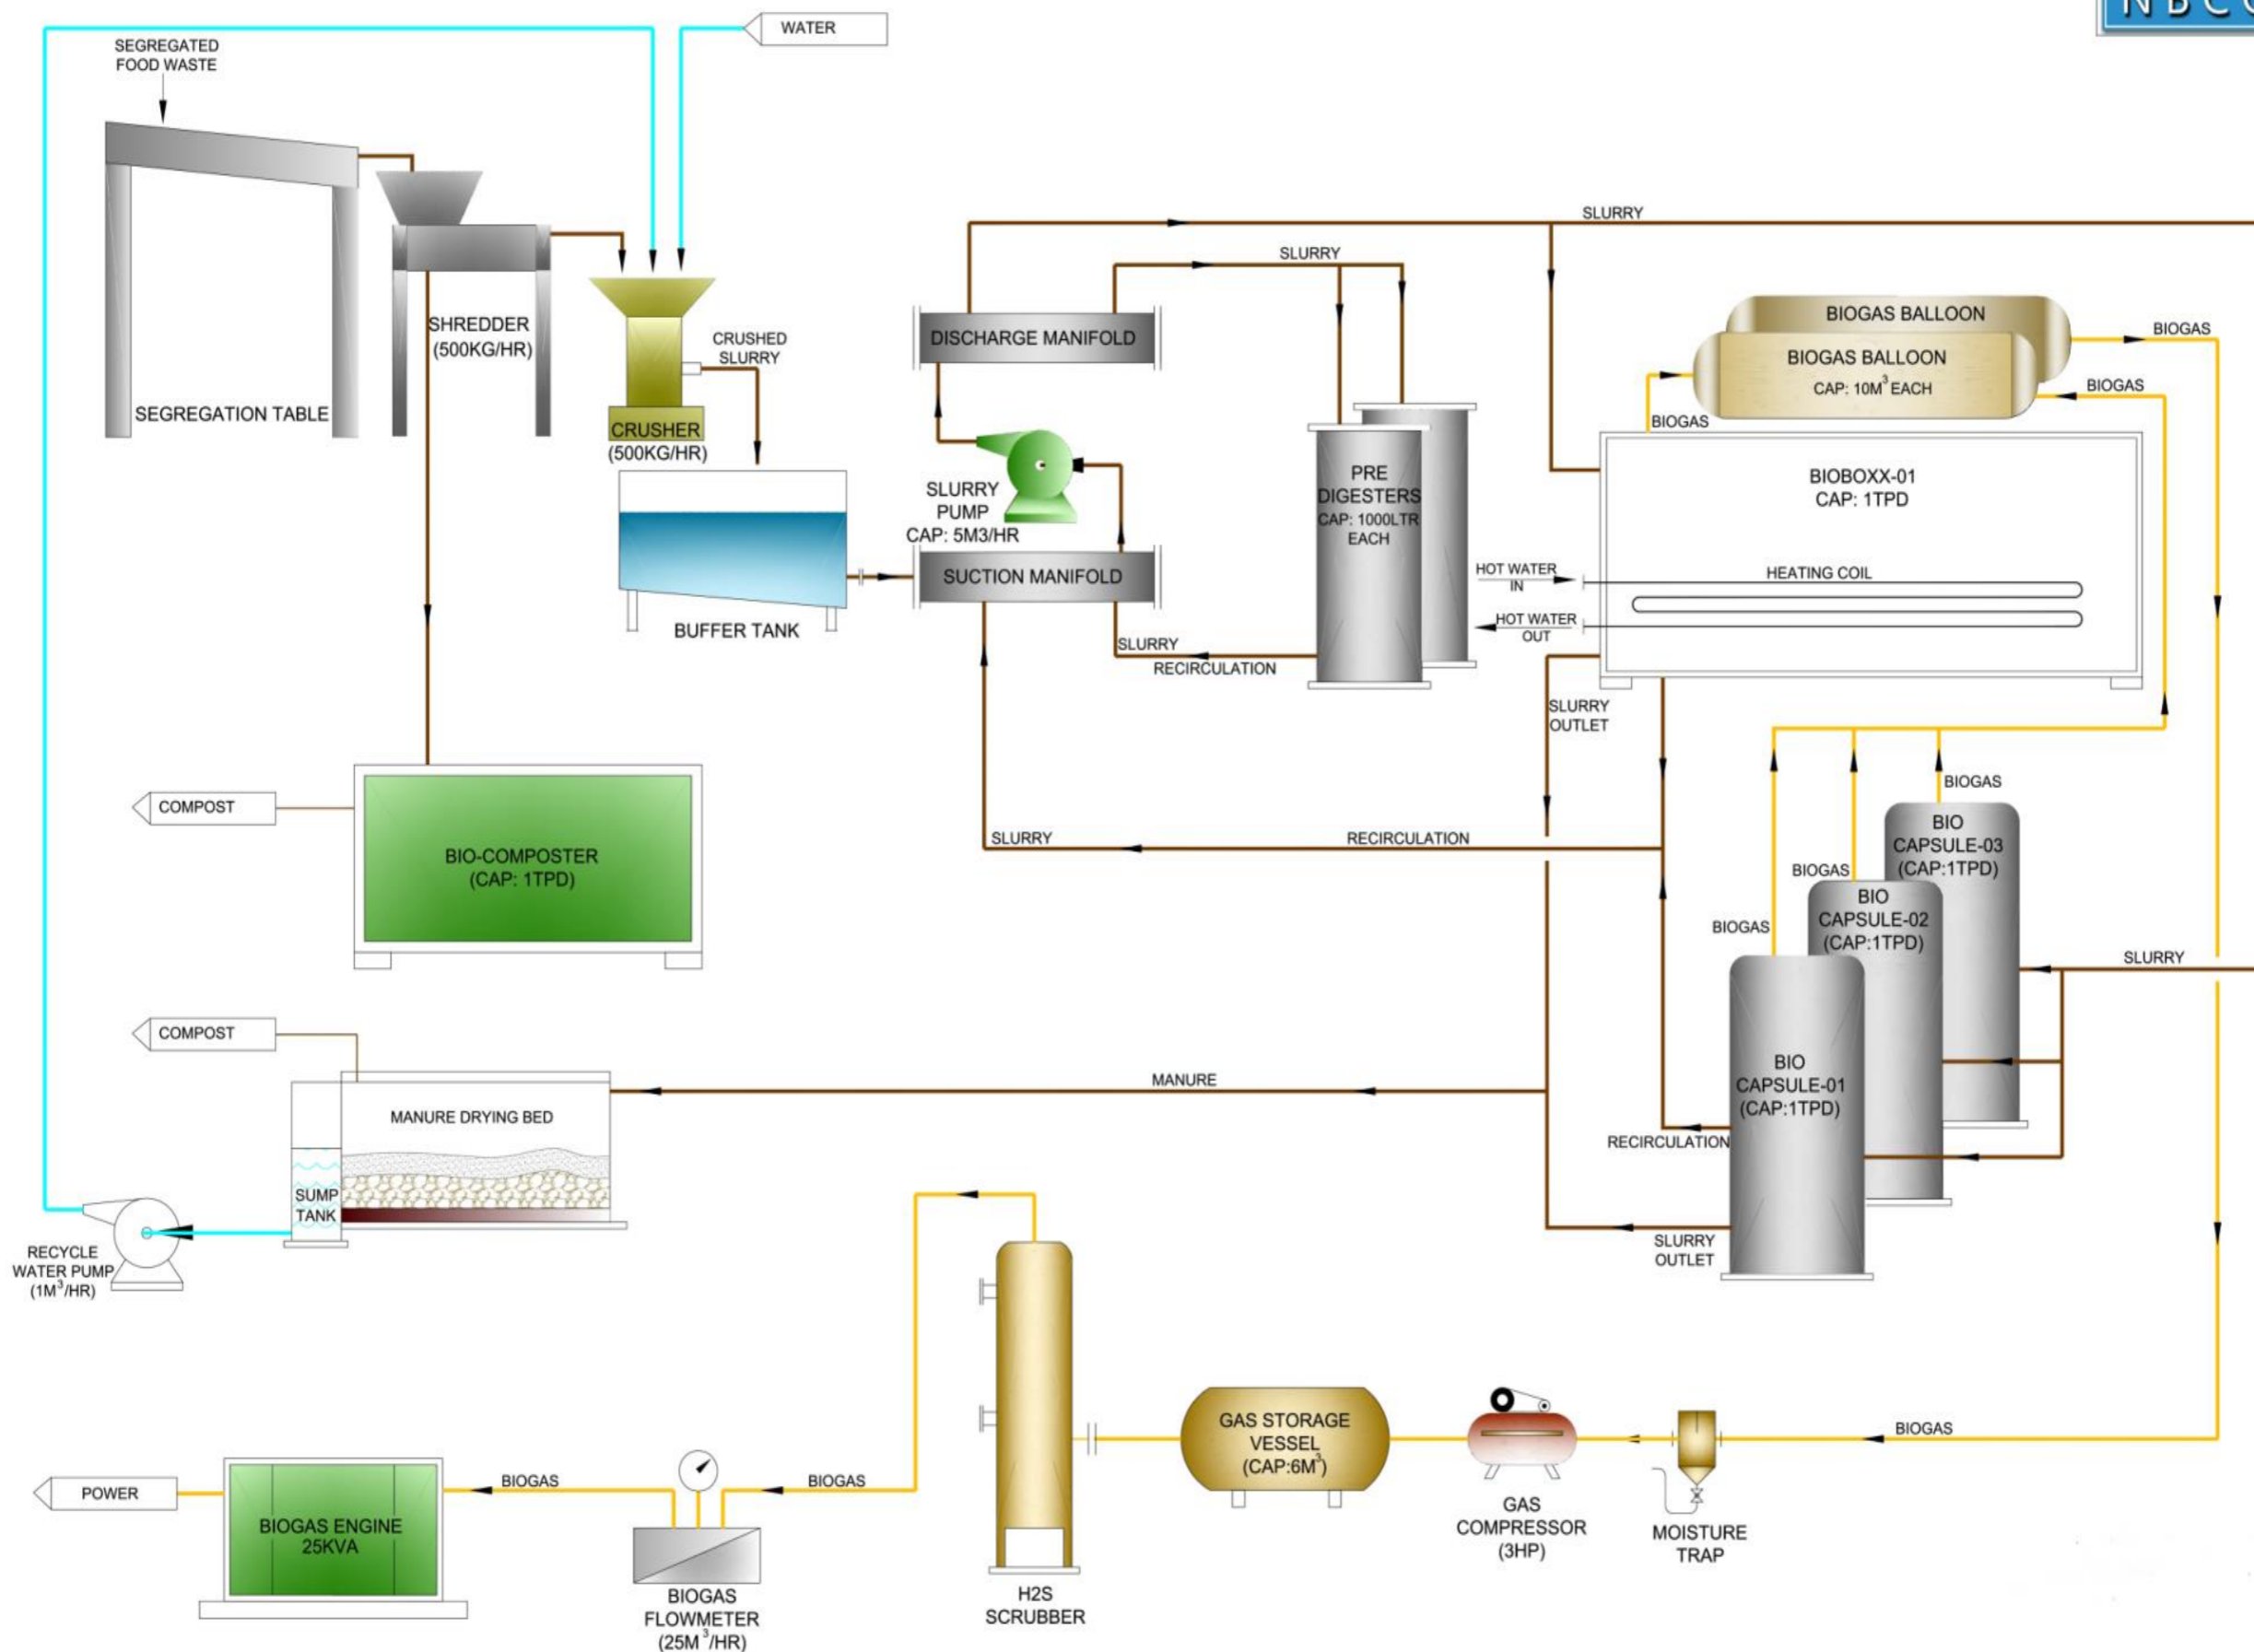 NBC
WATER
SEGREGATED
FOOD WASTE
SEGREGATION TABLE
SHREDDER
(500KG/HR)
CRUSHED
SLURRY
CRUSHER
(500KG/HR)
BUFFER TANK
SLURRY
SLURRY
DISCHARGE MANIFOLD
SLURRY
PUMP
CAP: 5M3/HR
SUCTION MANIFOLD
SLURRY
RECIRCULATION
PRE
DIGESTERS
CAP: 1000LTR
EACH
BIOGAS BALLOON
BIOGAS BALLOON
CAP: 10M³ EACH
BIOGAS
BIOGAS
BIOGAS
BIOBOXX-01
CAP: 1TPD
HEATING COIL
HOT WATER
IN
HOT WATER
OUT
SLURRY
OUTLET
SLURRY
RECIRCULATION
BIOGAS
BIO
CAPSULE-03
(CAP:1TPD)
BIOGAS
BIO
CAPSULE-02
(CAP:1TPD)
BIOGAS
BIO
CAPSULE-01
(CAP:1TPD)
SLURRY
RECIRCULATION
SLURRY
OUTLET
COMPOST
BIO-COMPOSTER
(CAP: 1TPD)
COMPOST
MANURE
MANURE DRYING BED
SUMP
TANK
RECYCLE
WATER PUMP
(1M³/HR)
POWER
BIOGAS ENGINE
25KVA
BIOGAS
BIOGAS
FLOWMETER
(25M³/HR)
BIOGAS
H2S
SCRUBBER
GAS STORAGE
VESSEL
(CAP:6M³)
GAS
COMPRESSOR
(3HP)
MOISTURE
TRAP
BIOGAS